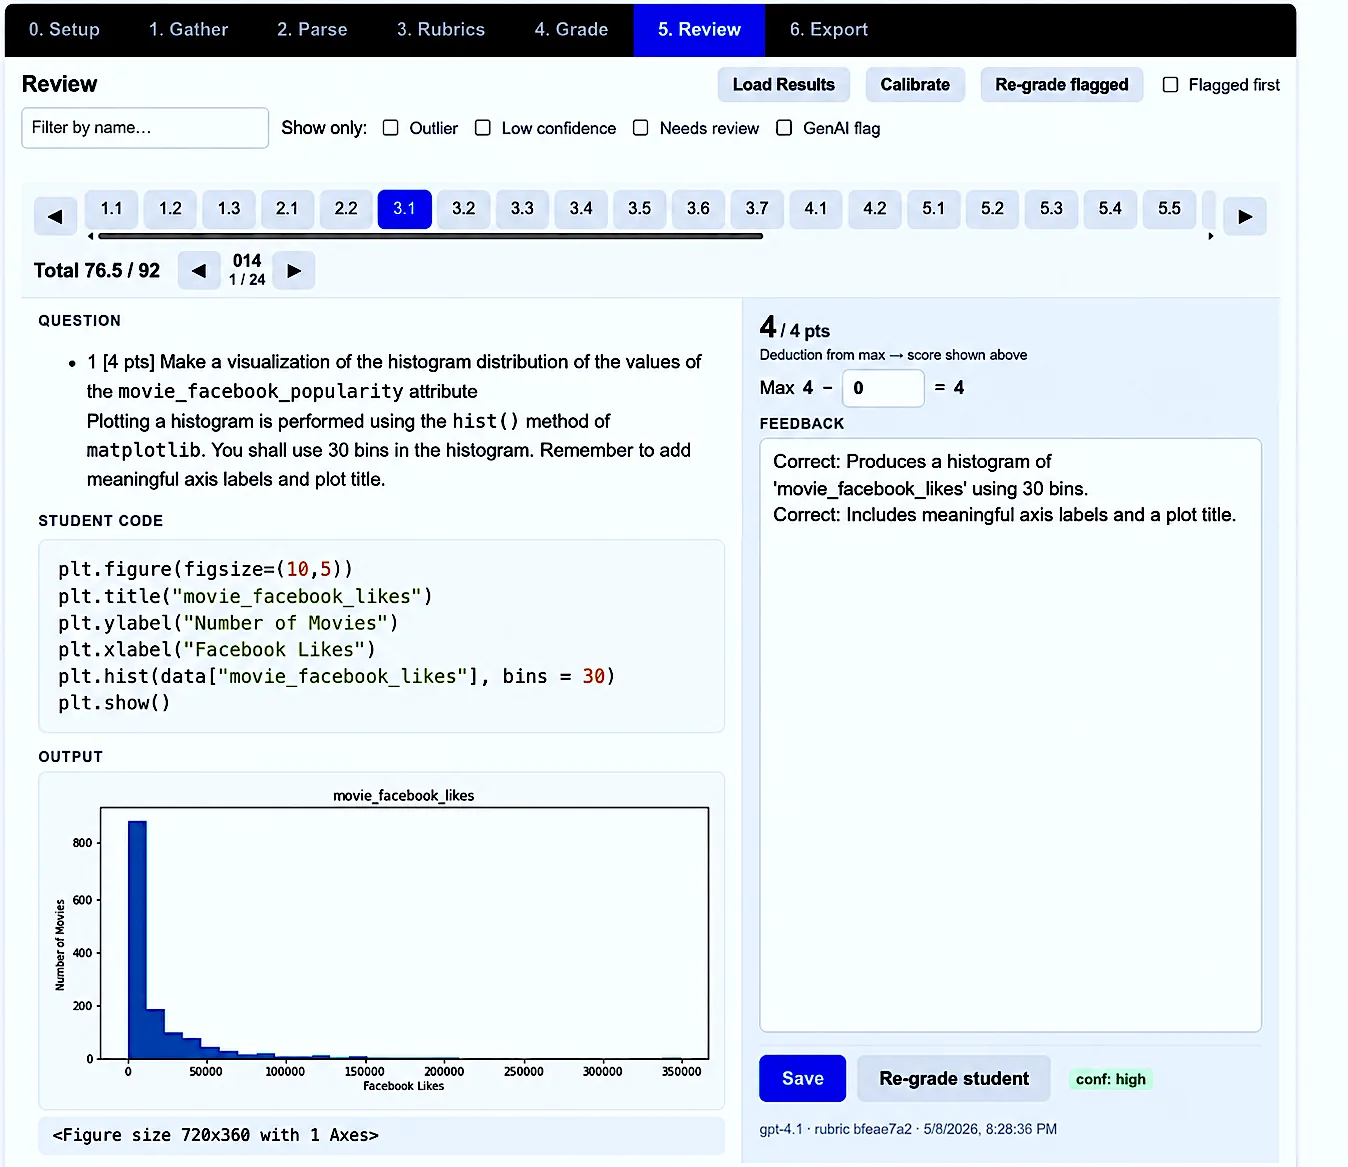 0. Setup 1. Gather 2. Parse 3. Rubrics 4. Grade 5. Review 6. Export
Review Load Results Calibrate Re-grade flagged Flagged first
Filter by name... Show only: Outlier Low confidence Needs review GenAI flag
1.1 1.2 1.3 2.1 2.2 3.1 3.2 3.3 3.4 3.5 3.6 3.7 4.1 4.2 5.1 5.2 5.3 5.4 5.5
Total 76.5 / 92 014
1 / 24
QUESTION
• 1 [4 pts] Make a visualization of the histogram distribution of the values of
the movie_facebook_popularity attribute
Plotting a histogram is performed using the hist() method of
matplotlib. You shall use 30 bins in the histogram. Remember to add
meaningful axis labels and plot title.
STUDENT CODE
plt.figure(figsize=(10,5))
plt.title("movie_facebook_likes")
plt.ylabel("Number of Movies")
plt.xlabel("Facebook Likes")
plt.hist(data["movie_facebook_likes"], bins = 30)
plt.show()
OUTPUT
movie_facebook_likes
800
600
400
200
0
Number of Movies
0 50000 100000 150000 200000 250000 300000 350000
Facebook Likes
<Figure size 720x360 with 1 Axes>
4 / 4 pts
Deduction from max → score shown above
Max 4 − 0 = 4
FEEDBACK
Correct: Produces a histogram of
'movie_facebook_likes' using 30 bins.
Correct: Includes meaningful axis labels and a plot title.
Save Re-grade student conf: high
gpt-4.1 · rubric bfeae7a2 · 5/8/2026, 8:28:36 PM